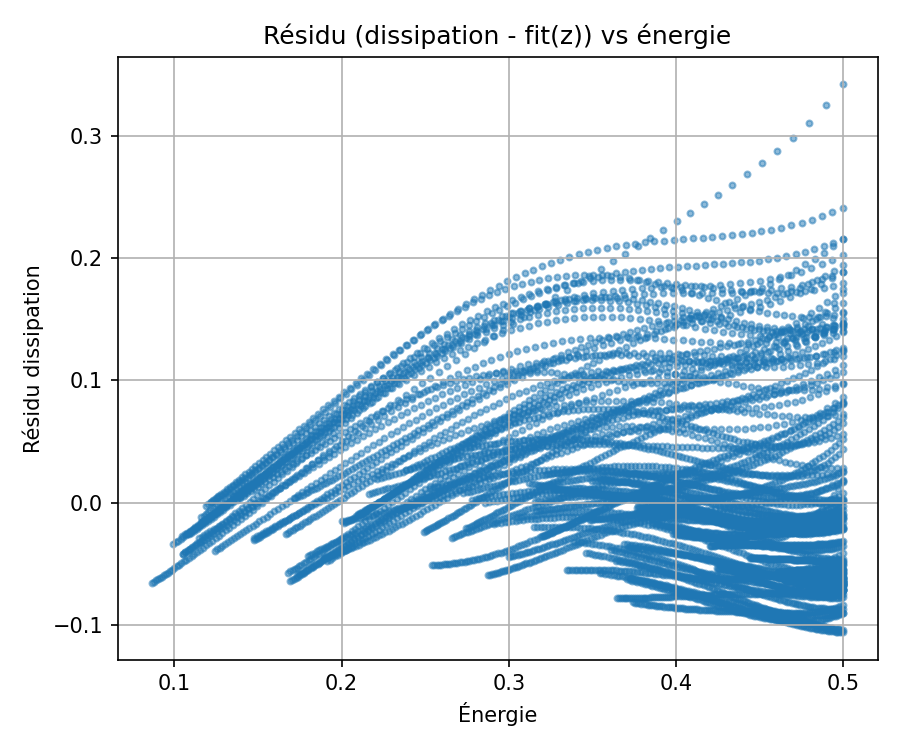 Résidu (dissipation - fit(z)) vs énergie
Résidu dissipation
0.3
0.2
0.1
0.0
−0.1
0.1 0.2 0.3 0.4 0.5
Énergie